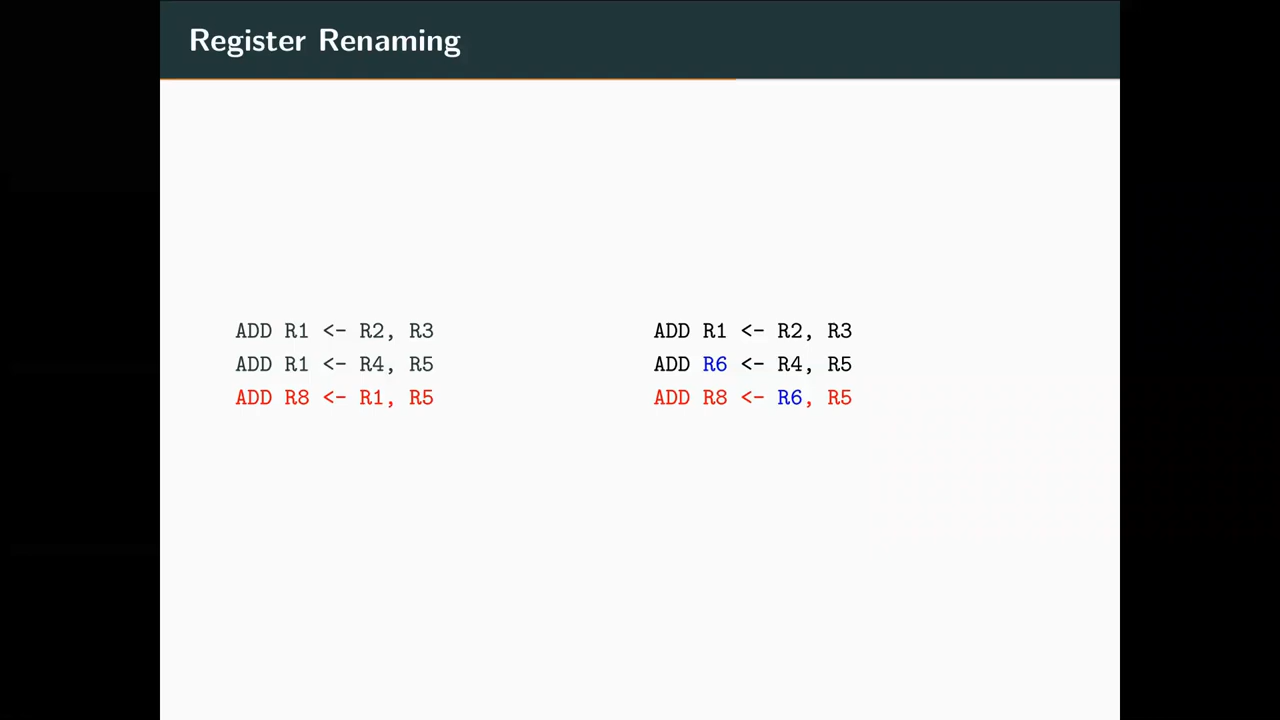 Register Renaming
ADD R1 <- R2, R3
ADD R1 <- R4, R5
ADD R8 <- R1, R5
ADD R1 <- R2, R3
ADD R6 <- R4, R5
ADD R8 <- R6, R5